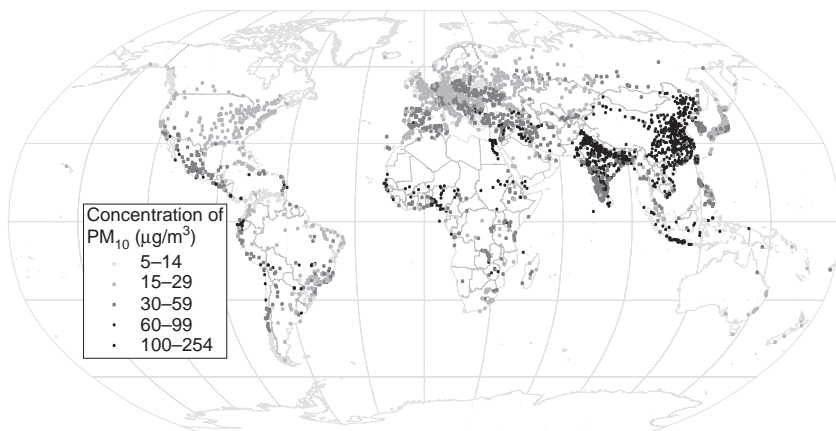 Concentration of
PM₁₀ (μg/m³)
5–14
15–29
30–59
60–99
100–254